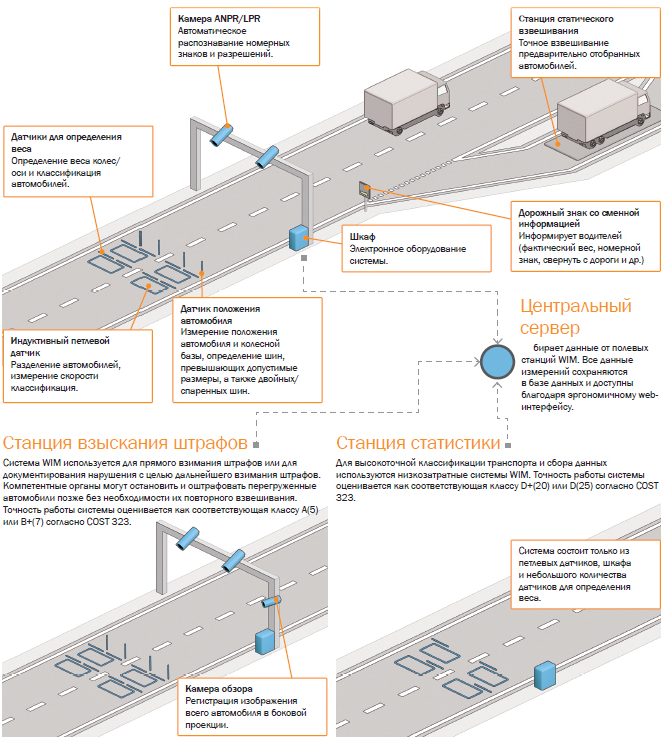 Камера ANPR/LPR
Автоматическое
распознавание номерных
знаков и разрешений.
Станция статического
взвешивания
Точное взвешивание
предварительно отобранных
автомобилей.
Датчики для определения
веса
Определение веса колес/
оси и классификация
автомобилей.
Дорожный знак со сменной
информацией
Информирует водителей
(фактический вес, номерной
знак, свернуть с дороги и др.)
Шкаф
Электронное оборудование
системы.
Индуктивный петлевой
датчик
Разделение автомобилей,
измерение скорости
классификация.
Датчик положения
автомобиля
Измерение положения
автомобиля и колесной
базы, определение шин,
превышающих допустимые
размеры, а также двойных/
спаренных шин.
Центральный
сервер
бирает данные от полевых
станций WIM. Все данные
измерений сохраняются
в базе данных и доступны
благодаря эргономичному web-
интерфейсу.
Станция взыскания штрафов
Система WIM используется для прямого взимания штрафов или для
документирования нарушения с целью дальнейшего взимания штрафов.
Компетентные органы могут остановить и оштрафовать перегруженные
автомобили позже без необходимости их повторного взвешивания.
Точность работы системы оценивается как соответствующая классу A(5)
или B+(7) согласно COST 323.
Станция статистики
Для высокоточной классификации транспорта и сбора данных
используются низкозатратные системы WIM. Точность работы системы
оценивается как соответствующая классу D+(20) или D(25) согласно COST
323.
Система состоит только из
петлевых датчиков, шкафа
и небольшого количества
датчиков для определения
веса.
Камера обзора
Регистрация изображения
всего автомобиля в боковой
проекции.